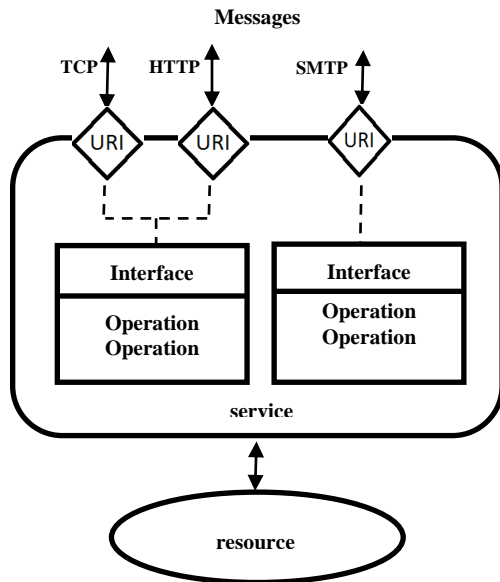 Messages
TCP HTTP SMTP
URI URI URI
Interface Interface
Operation Operation
Operation Operation
service
resource